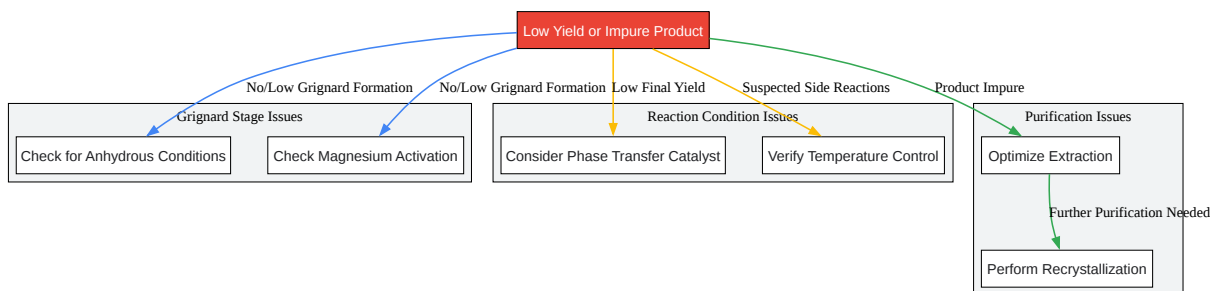 Low Yield or Impure Product
No/Low Grignard Formation
No/Low Grignard Formation
Low Final Yield
Suspected Side Reactions
Product Impure
Grignard Stage Issues
Reaction Condition Issues
Purification Issues
Check for Anhydrous Conditions
Check Magnesium Activation
Consider Phase Transfer Catalyst
Verify Temperature Control
Optimize Extraction
Further Purification Needed
Perform Recrystallization